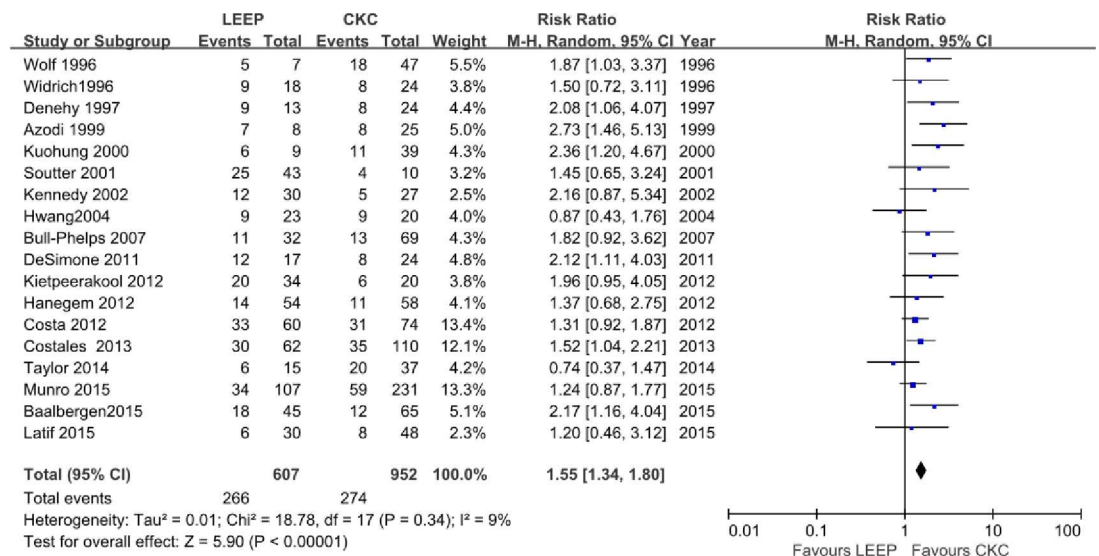 LEEP CKC Risk Ratio Risk Ratio
Study or Subgroup Events Total Events Total Weight M-H, Random, 95% CI Year M-H, Random, 95% CI
Wolf 1996 5 7 18 47 5.5% 1.87 [1.03, 3.37] 1996
Widrich1996 9 18 8 24 3.8% 1.50 [0.72, 3.11] 1996
Denehy 1997 9 13 8 24 4.4% 2.08 [1.06, 4.07] 1997
Azodi 1999 7 8 8 25 5.0% 2.73 [1.46, 5.13] 1999
Kuohung 2000 6 9 11 39 4.3% 2.36 [1.20, 4.67] 2000
Soutter 2001 25 43 4 10 3.2% 1.45 [0.65, 3.24] 2001
Kennedy 2002 12 30 5 27 2.5% 2.16 [0.87, 5.34] 2002
Hwang2004 9 23 9 20 4.0% 0.87 [0.43, 1.76] 2004
Bull-Phelps 2007 11 32 13 69 4.3% 1.82 [0.92, 3.62] 2007
DeSimone 2011 12 17 8 24 4.7% 2.12 [1.11, 4.03] 2011
Kietpeerakool 2012 20 34 6 20 3.8% 1.96 [0.95, 4.05] 2012
Hanegem 2012 14 54 11 58 4.1% 1.37 [0.68, 2.75] 2012
Costa 2012 33 60 31 74 13.4% 1.31 [0.92, 1.87] 2012
Costales 2013 30 62 35 110 12.1% 1.52 [1.04, 2.21] 2013
Taylor 2014 6 15 20 37 4.2% 0.74 [0.37, 1.47] 2014
Munro 2015 34 107 59 231 13.3% 1.24 [0.87, 1.77] 2015
Baalbergen2015 18 45 12 65 5.1% 2.17 [1.16, 4.04] 2015
Latif 2015 6 30 8 48 2.3% 1.20 [0.46, 3.12] 2015
Total (95% CI) 607 952 100.0% 1.55 [1.34, 1.80]
Total events 266 274
Heterogeneity: Tau² = 0.01; Chi² = 18.78, df = 17 (P = 0.34); I² = 9%
Test for overall effect: Z = 5.90 (P < 0.00001)
0.01 0.1 1 10 100
Favours LEEP Favours CKC